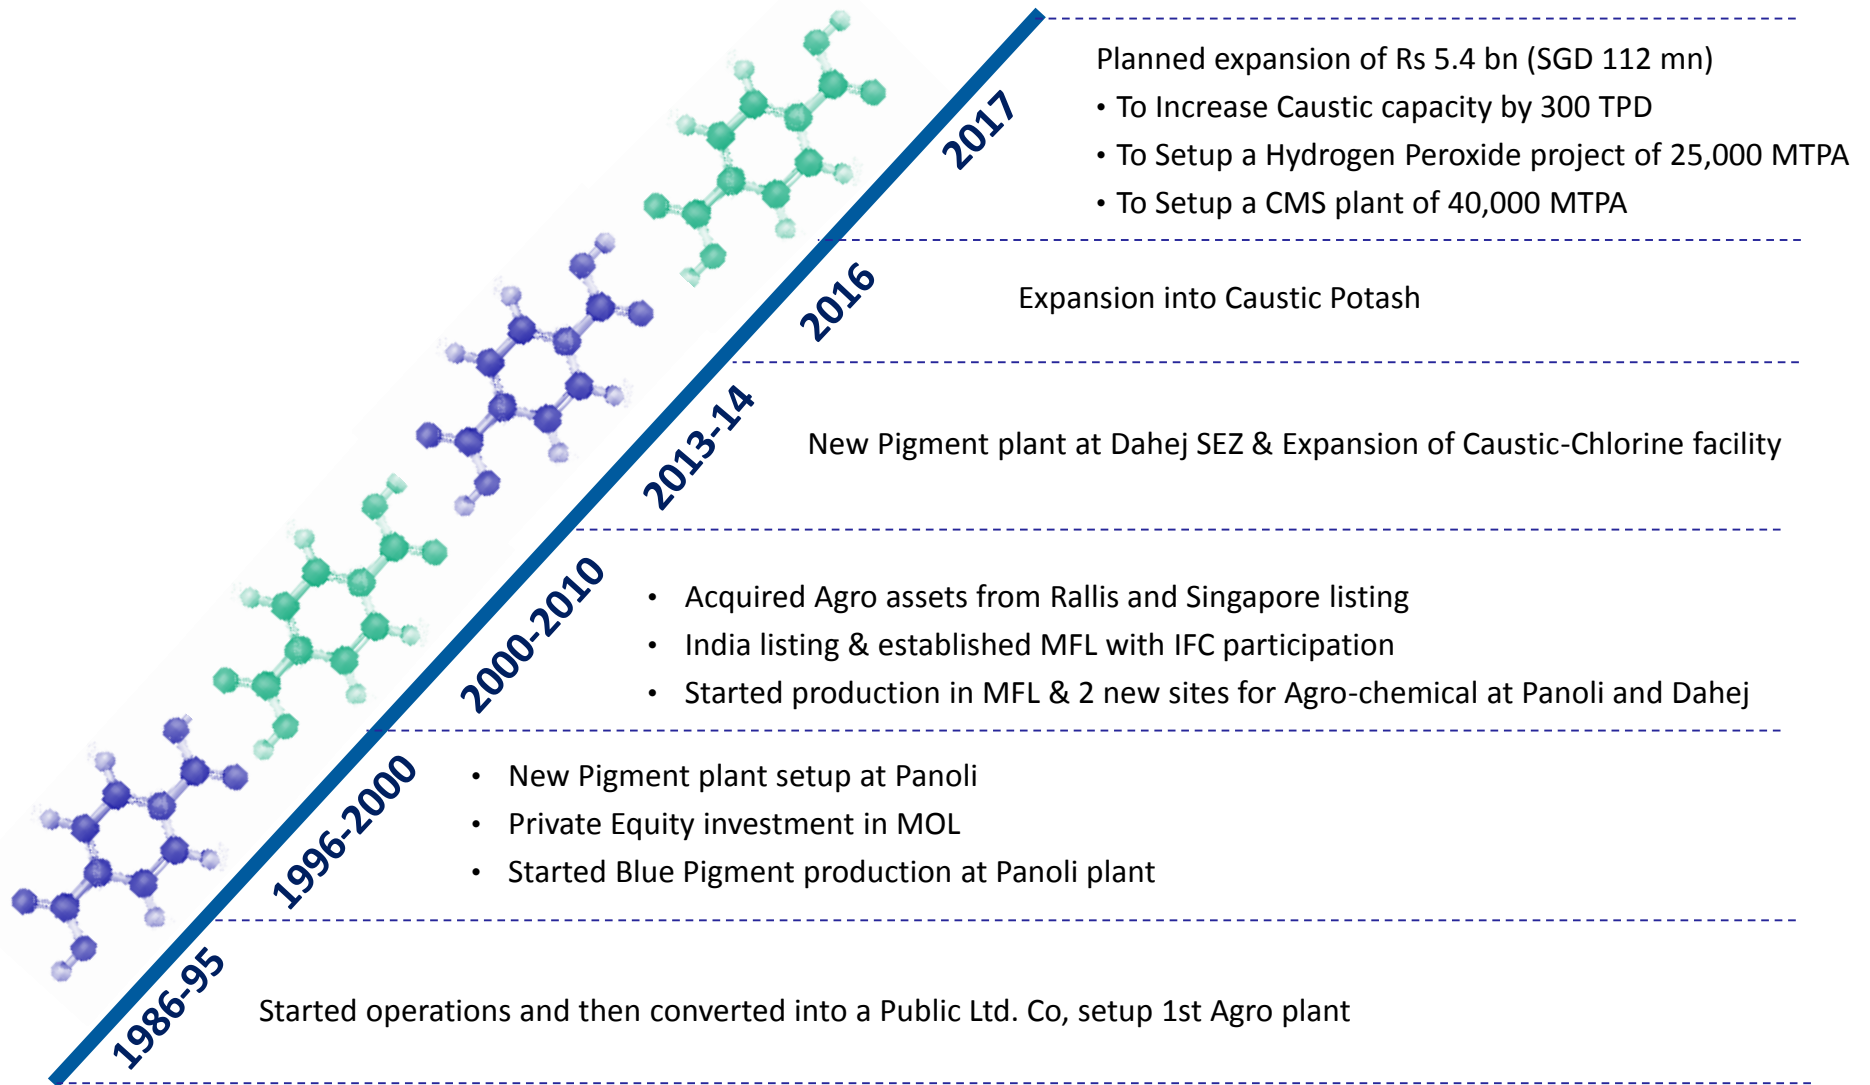 2017
Planned expansion of Rs 5.4 bn (SGD 112 mn)
• To Increase Caustic capacity by 300 TPD
• To Setup a Hydrogen Peroxide project of 25,000 MTPA
• To Setup a CMS plant of 40,000 MTPA
2016
Expansion into Caustic Potash
2013-14
New Pigment plant at Dahej SEZ & Expansion of Caustic-Chlorine facility
2000-2010
• Acquired Agro assets from Rallis and Singapore listing
• India listing & established MFL with IFC participation
• Started production in MFL & 2 new sites for Agro-chemical at Panoli and Dahej
1996-2000
• New Pigment plant setup at Panoli
• Private Equity investment in MOL
• Started Blue Pigment production at Panoli plant
1986-95
Started operations and then converted into a Public Ltd. Co, setup 1st Agro plant